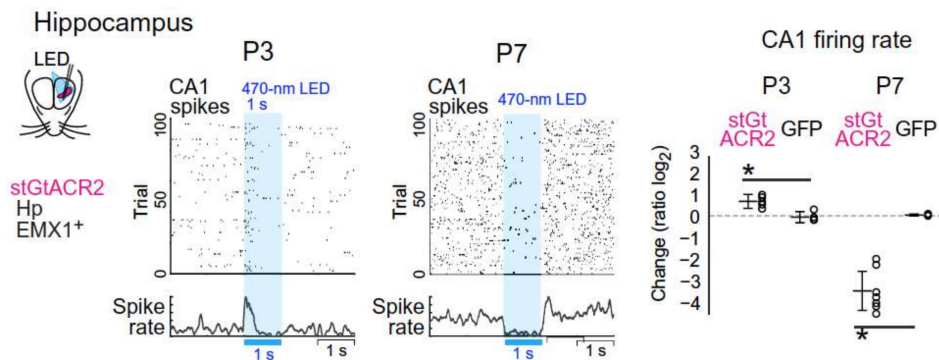 Hippocampus
LED
stGtACR2
Hp
EMX1+
P3
CA1 spikes
470-nm LED
1 s
Trial
100
50
0
Spike rate
1 s
1 s
P7
CA1 spikes
470-nm LED
Trial
100
50
0
Spike rate
1 s
1 s
CA1 firing rate
P3
P7
stGt ACR2
GFP
stGt ACR2
GFP
Change (ratio log2)
3
2
1
0
−1
−2
−3
−4
*
*